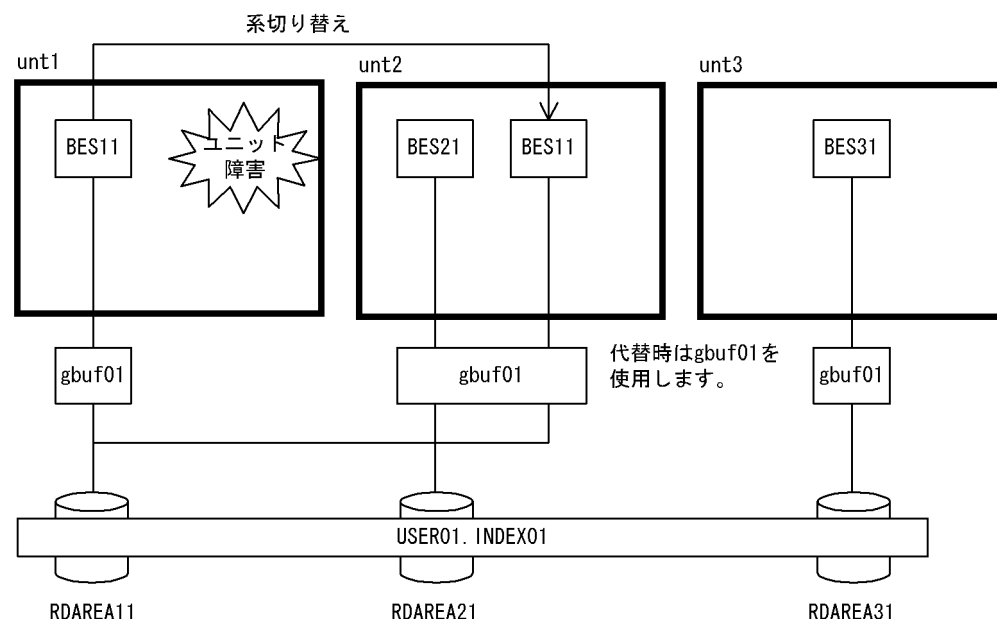 系切り替え
unt1
unt2
unt3
BES11
ユニット
障害
BES21
BES11
BES31
gbuf01
gbuf01
代替時はgbuf01を
使用します。
gbuf01
USER01.INDEX01
RDAREA11
RDAREA21
RDAREA31